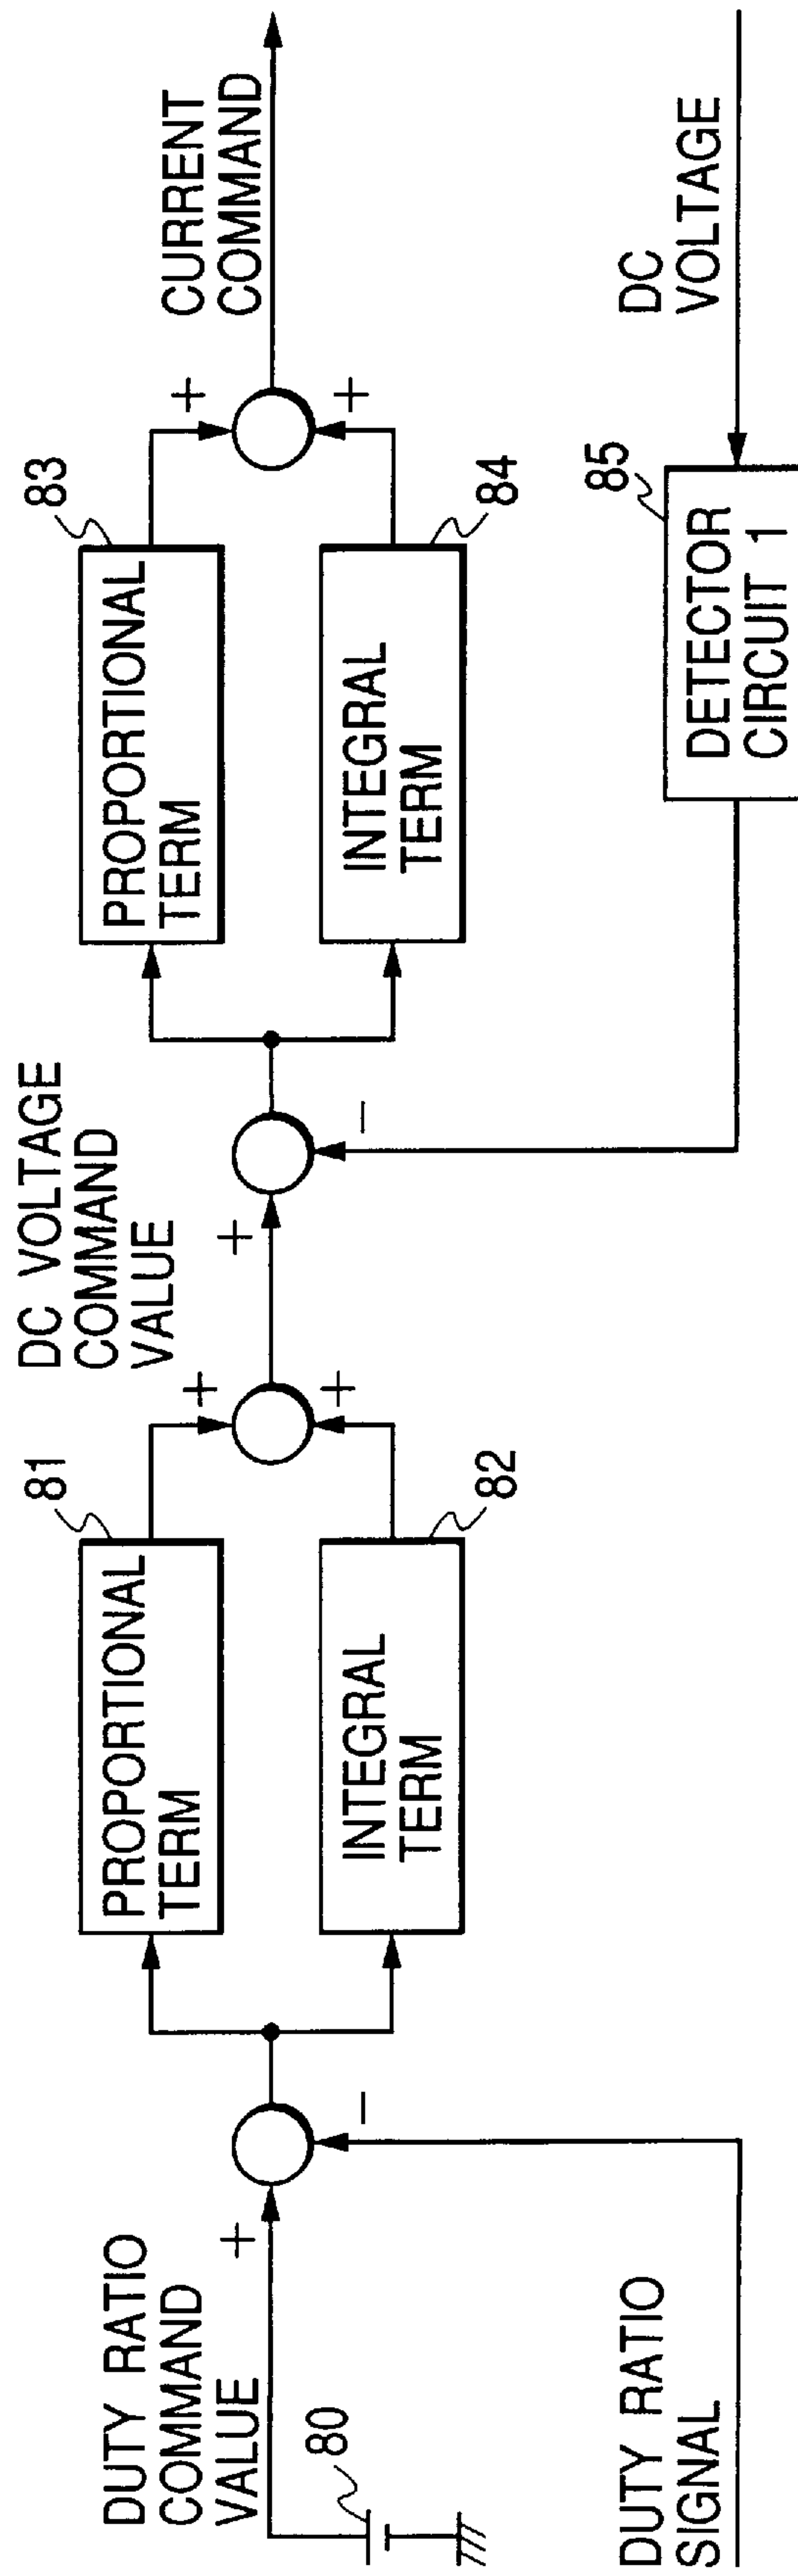 DUTY RATIO
COMMAND
VALUE
+
80
DUTY RATIO
SIGNAL
−
81
PROPORTIONAL
TERM
82
INTEGRAL
TERM
+
+
DC VOLTAGE
COMMAND
VALUE
+
−
83
PROPORTIONAL
TERM
84
INTEGRAL
TERM
+
+
CURRENT
COMMAND
85
DETECTOR
CIRCUIT 1
DC
VOLTAGE